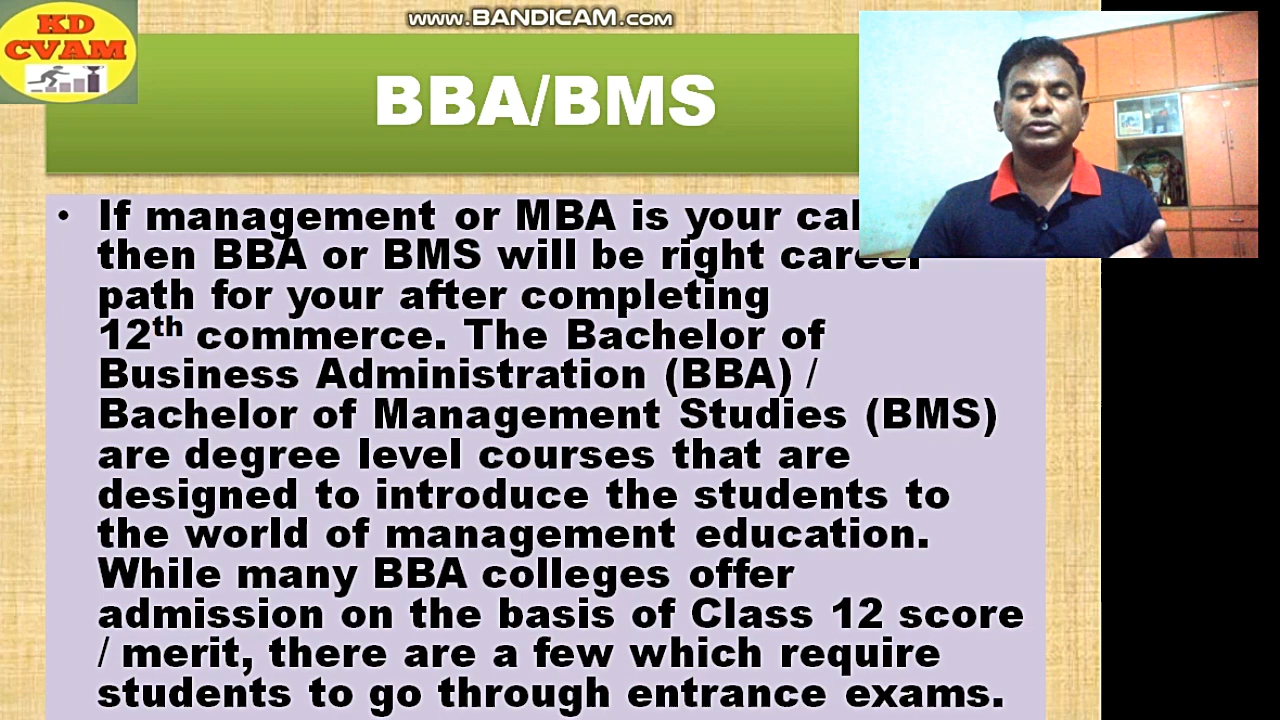 www.BANDICAM.com
KD
CVAM
BBA/BMS
• If management or MBA is your
then BBA or BMS will be right career
path for your after completing
12th commerce. The Bachelor of
Business Administration (BBA) /
Bachelor of Management Studies (BMS)
are degree level courses that are
designed to introduce the students to
the world of management education.
While many BBA colleges offer
admission on the basis of Class 12 score
/ merit, there are a few which require
students to go through entrance exams.